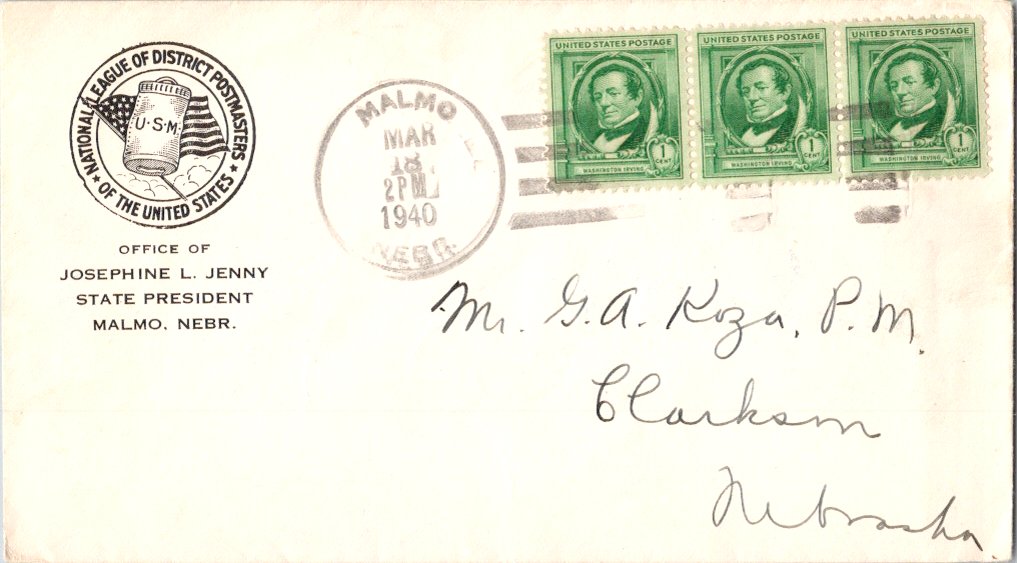 NATIONAL LEAGUE OF DISTRICT POSTMASTERS
★ OF THE UNITED STATES ★
U·S·M
OFFICE OF
JOSEPHINE L. JENNY
STATE PRESIDENT
MALMO, NEBR.
MALMO
MAR
18
2PM
1940
NEBR.
UNITED STATES POSTAGE
1
CENT
WASHINGTON IRVING
UNITED STATES POSTAGE
1
CENT
WASHINGTON IRVING
UNITED STATES POSTAGE
1
CENT
WASHINGTON IRVING
Mr. G. A. Koza, P. M.
Clarkson
Nebraska